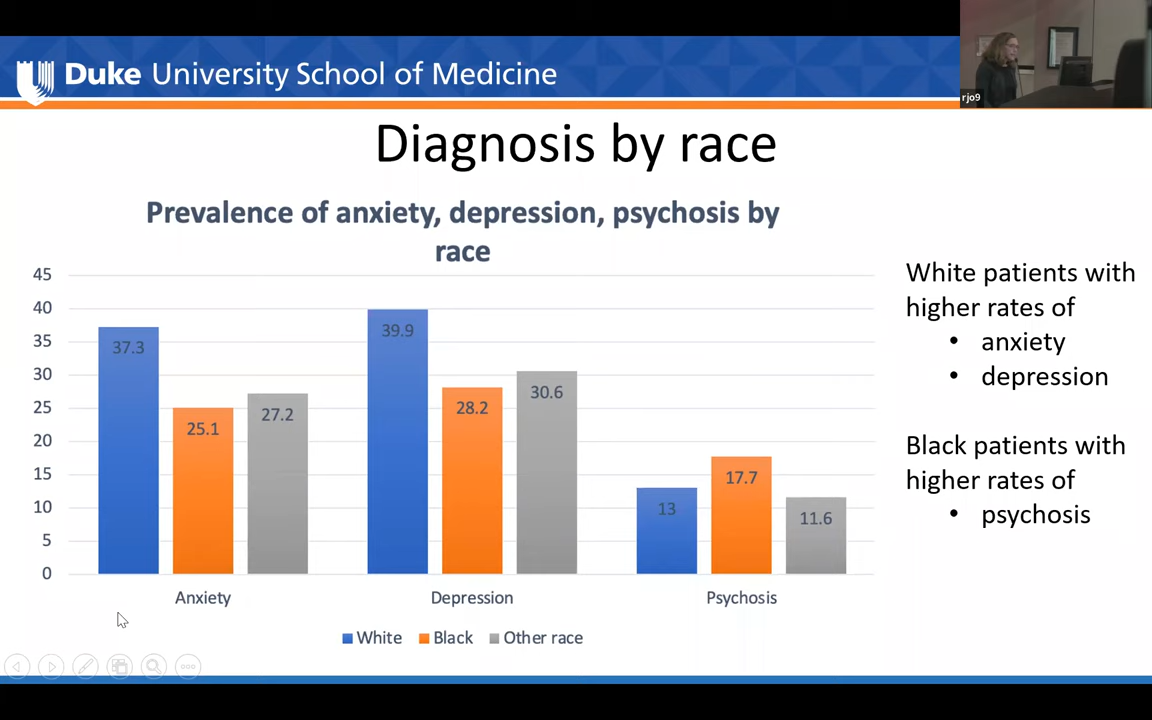 Duke University School of Medicine
rjo9
Diagnosis by race
Prevalence of anxiety, depression, psychosis by
race
45
40
35
30
25
20
15
10
5
0
37.3
25.1
27.2
39.9
28.2
30.6
13
17.7
11.6
Anxiety
Depression
Psychosis
White
Black
Other race
White patients with
higher rates of
• anxiety
• depression
Black patients with
higher rates of
• psychosis